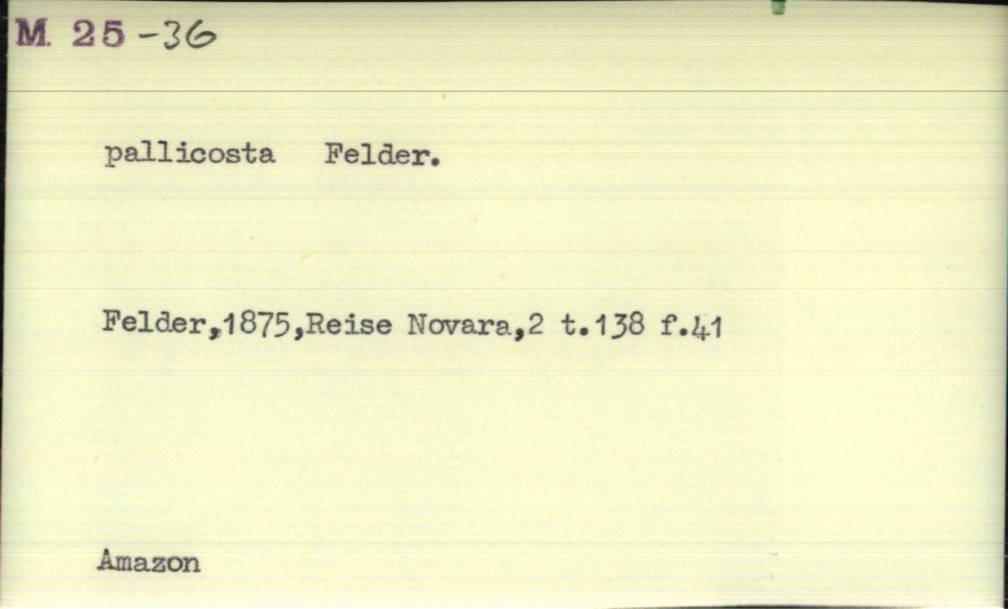 M. 25 -36
pallicosta Felder.
Felder,1875,Reise Novara,2 t.138 f.41
Amazon